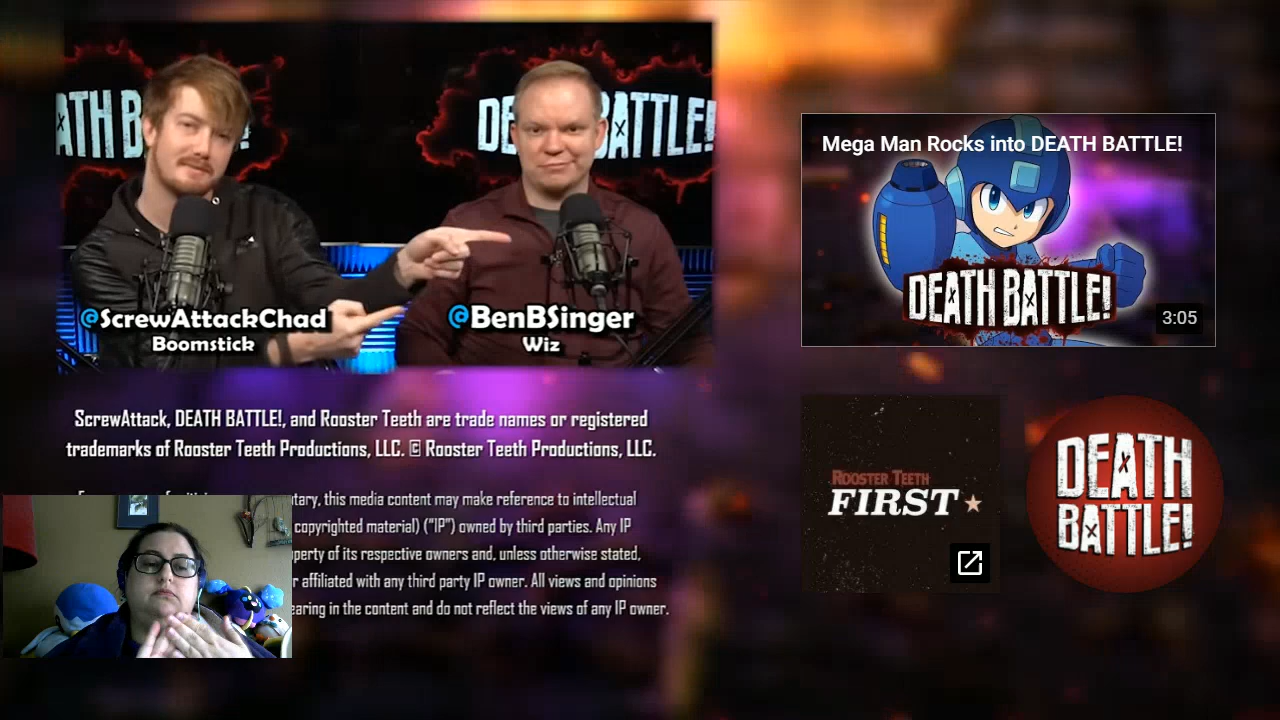 DEATH BATTLE!
@ScrewAttackChad
Boomstick
@BenBSinger
Wiz
ScrewAttack, DEATH BATTLE!, and Rooster Teeth are trade names or registered
trademarks of Rooster Teeth Productions, LLC. © Rooster Teeth Productions, LLC.
this media content may make reference to intellectual
copyrighted material) ("IP") owned by third parties. Any IP
of its respective owners and, unless otherwise stated,
affiliated with any third party IP owner. All views and opinions
in the content and do not reflect the views of any IP owner.
Mega Man Rocks into DEATH BATTLE!
DEATH BATTLE!
3:05
ROOSTER TEETH
FIRST
DEATH
BATTLE!